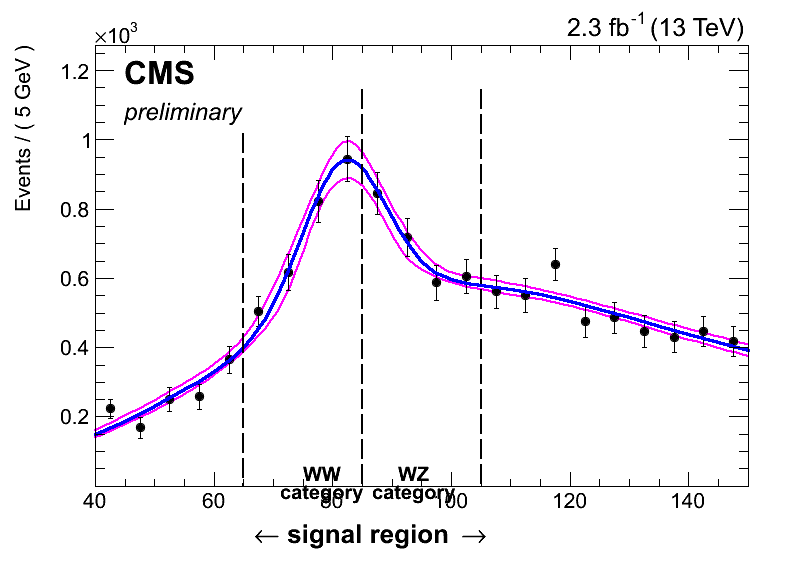 ×10³
2.3 fb⁻¹ (13 TeV)
Events / ( 5 GeV )
CMS
preliminary
1.2
1
0.8
0.6
0.4
0.2
WW category
WZ category
40 60 80 100 120 140
← signal region →